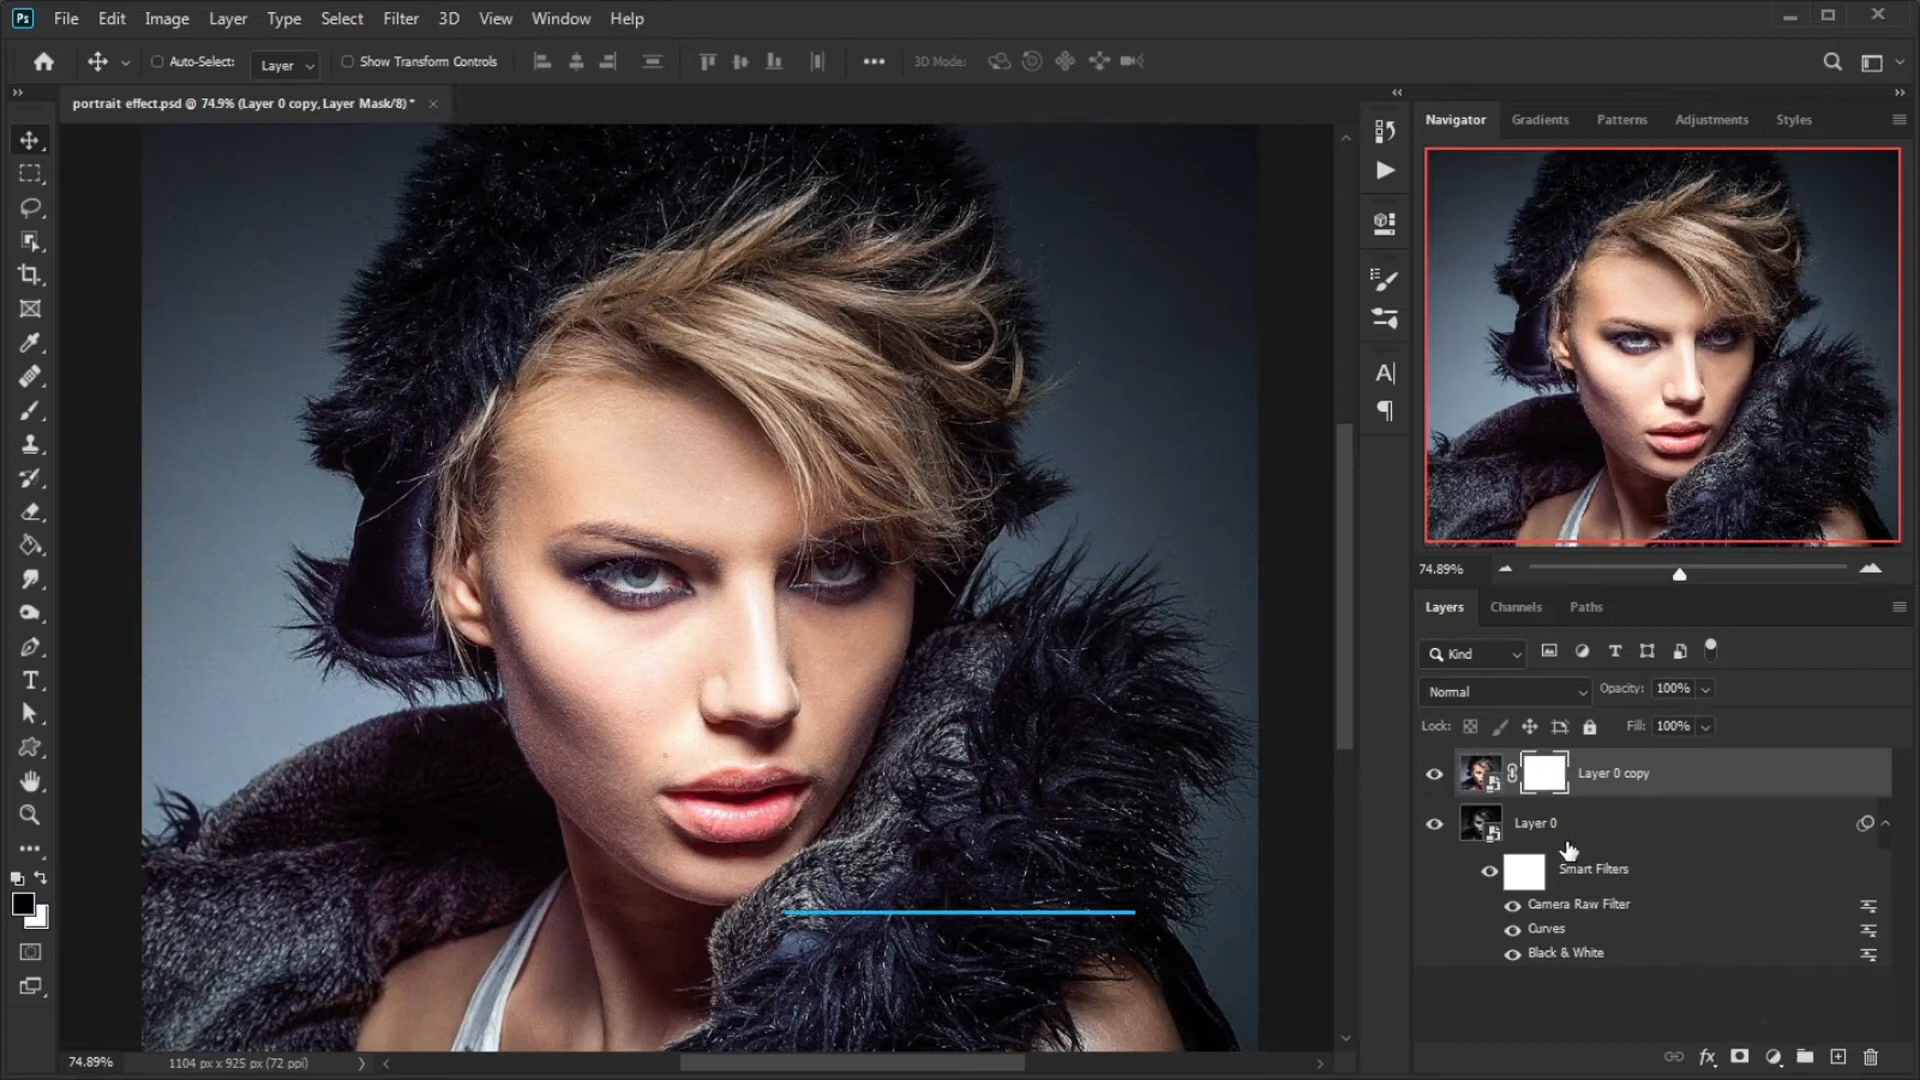 Ps File Edit Image Layer Type Select Filter 3D View Window Help
Auto-Select: Layer Show Transform Controls 3D Mode:
portrait effect.psd @ 74.9% (Layer 0 copy, Layer Mask/8) *
Navigator Gradients Patterns Adjustments Styles
74.89%
Layers Channels Paths
Kind
Normal Opacity: 100%
Lock: Fill: 100%
Layer 0 copy
Layer 0
Smart Filters
Camera Raw Filter
Curves
Black & White
fx
74.89% 1104 px x 925 px (72 ppi)